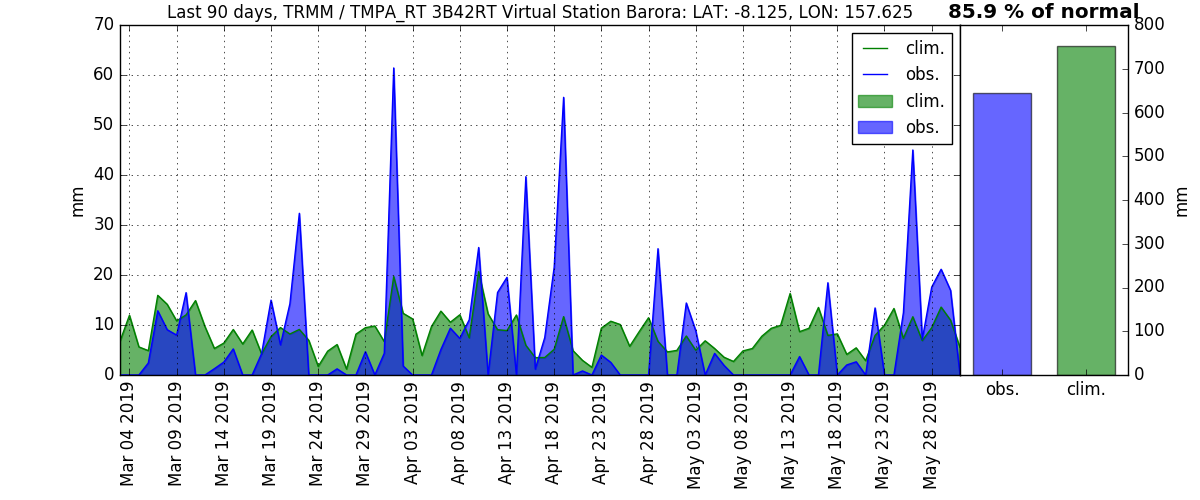 Last 90 days, TRMM / TMPA_RT 3B42RT Virtual Station Barora: LAT: -8.125, LON: 157.625
85.9 % of normal
70
60
50
40
30
20
10
0
mm
clim.
obs.
clim.
obs.
800
700
600
500
400
300
200
100
0
mm
obs.
clim.
Mar 04 2019
Mar 09 2019
Mar 14 2019
Mar 19 2019
Mar 24 2019
Mar 29 2019
Apr 03 2019
Apr 08 2019
Apr 13 2019
Apr 18 2019
Apr 23 2019
Apr 28 2019
May 03 2019
May 08 2019
May 13 2019
May 18 2019
May 23 2019
May 28 2019